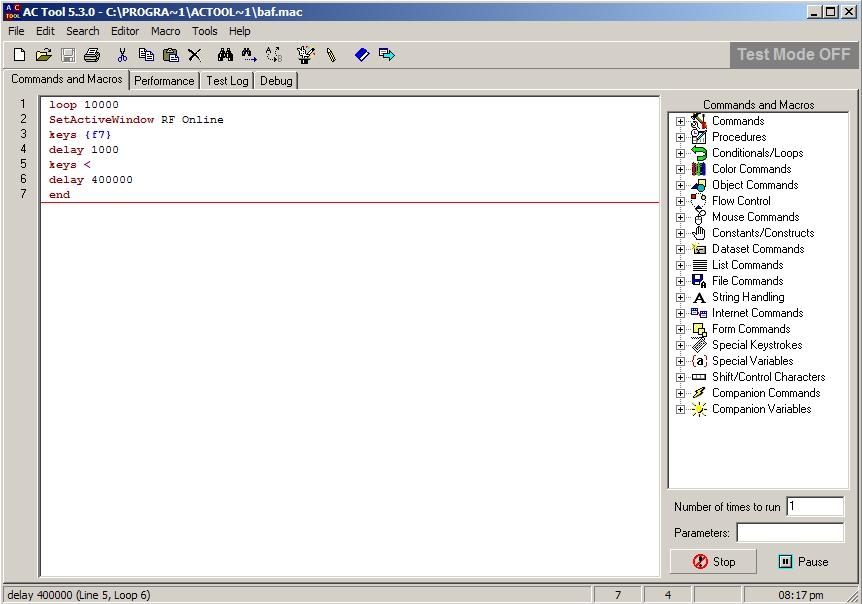 AC Tool 5.3.0 - C:\PROGRA~1\ACTOOL~1\baf.mac
File Edit Search Editor Macro Tools Help
Test Mode OFF
Commands and Macros Performance Test Log Debug
1 loop 10000
2 SetActiveWindow RF Online
3 keys {f7}
4 delay 1000
5 keys <
6 delay 400000
7 end
Commands and Macros
Commands
Procedures
Conditionals/Loops
Color Commands
Object Commands
Flow Control
Mouse Commands
Constants/Constructs
Dataset Commands
List Commands
File Commands
String Handling
Internet Commands
Form Commands
Special Keystrokes
Special Variables
Shift/Control Characters
Companion Commands
Companion Variables
Number of times to run 1
Parameters:
Stop Pause
delay 400000 (Line 5, Loop 6) 7 4 08:17 pm